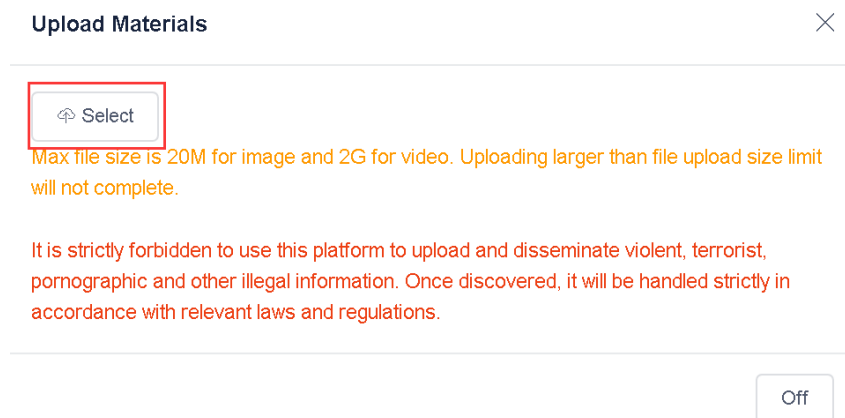 Upload Materials
Select
Max file size is 20M for image and 2G for video. Uploading larger than file upload size limit
will not complete.
It is strictly forbidden to use this platform to upload and disseminate violent, terrorist,
pornographic and other illegal information. Once discovered, it will be handled strictly in
accordance with relevant laws and regulations.
Off